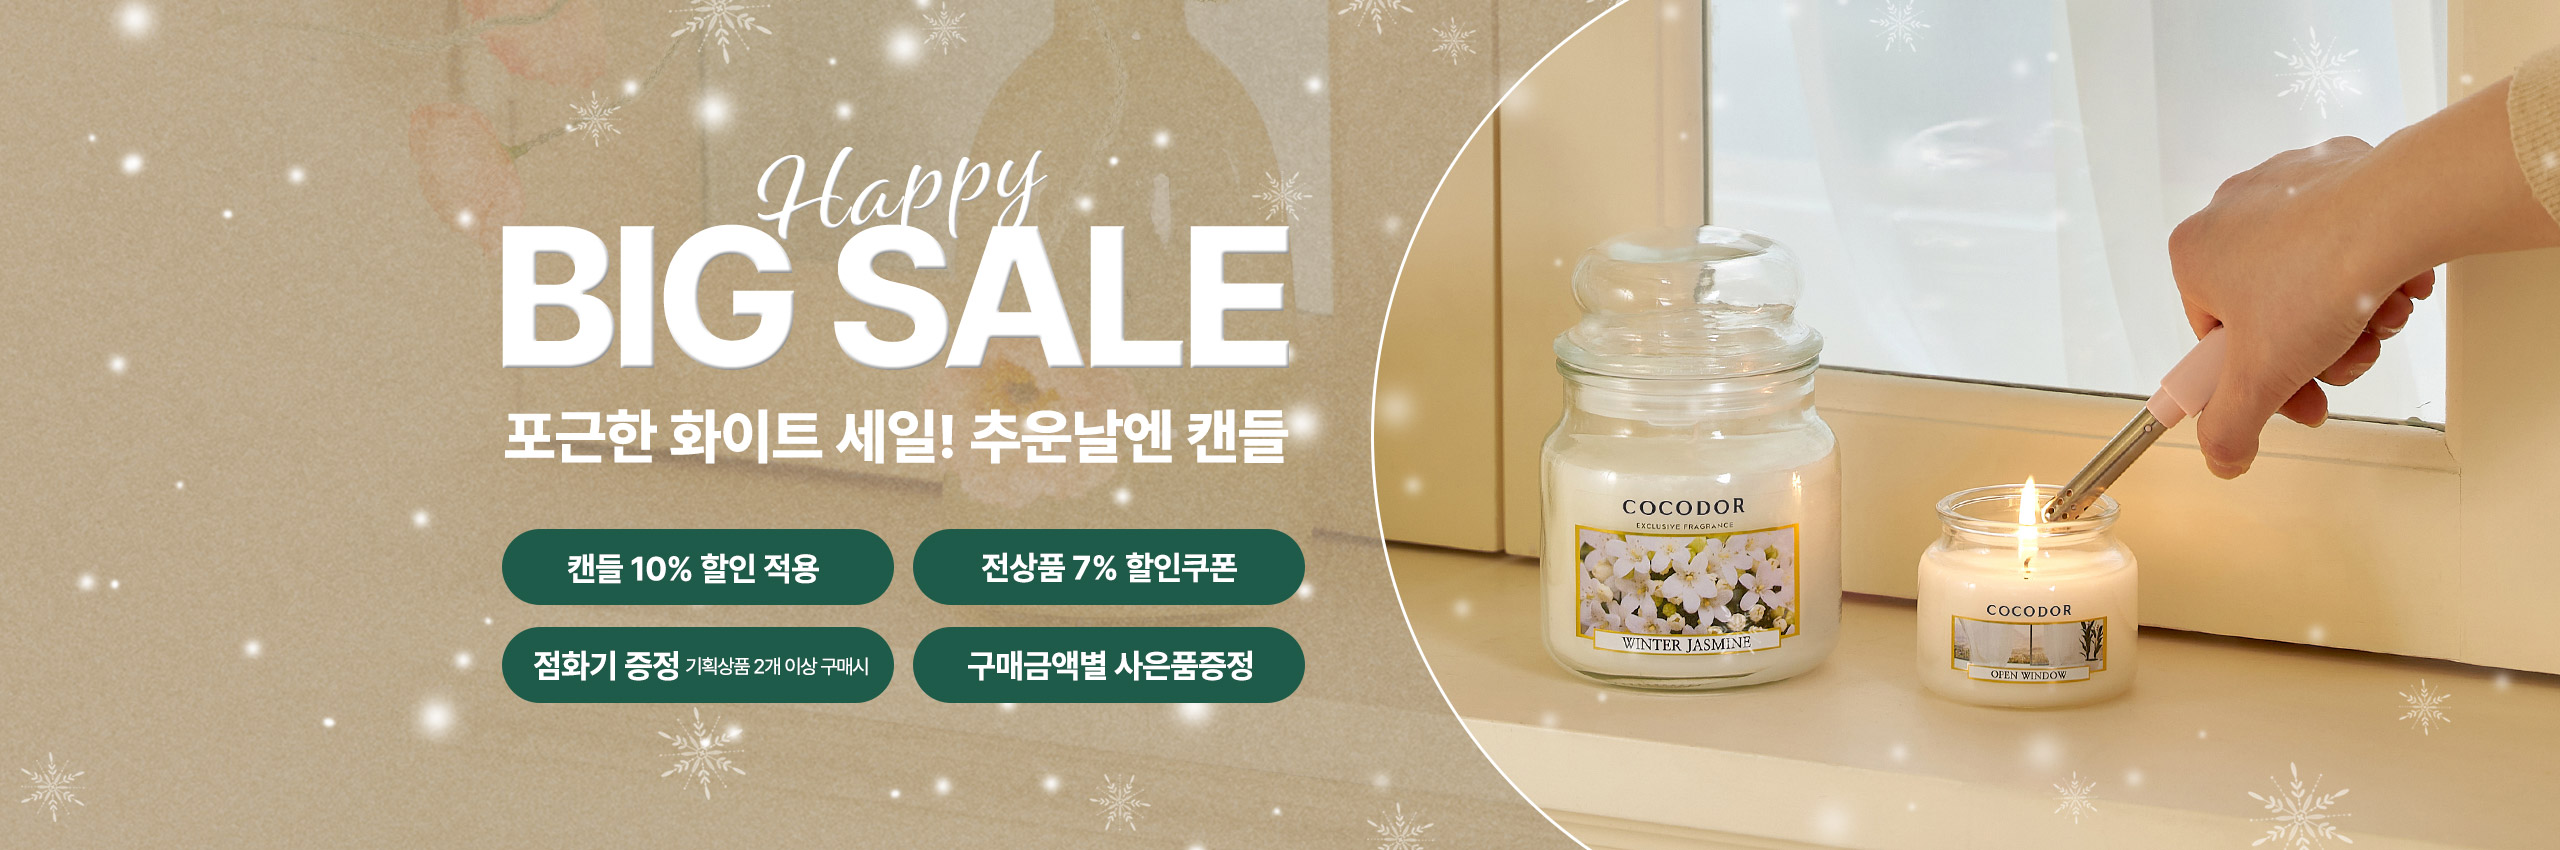 Happy
BIG SALE
포근한 화이트 세일! 추운날엔 캔들
캔들 10% 할인 적용
전상품 7% 할인쿠폰
점화기 증정 기획상품 2개 이상 구매시
구매금액별 사은품증정
COCODOR
EXCLUSIVE FRAGRANCE
WINTER JASMINE
COCODOR
OPEN WINDOW